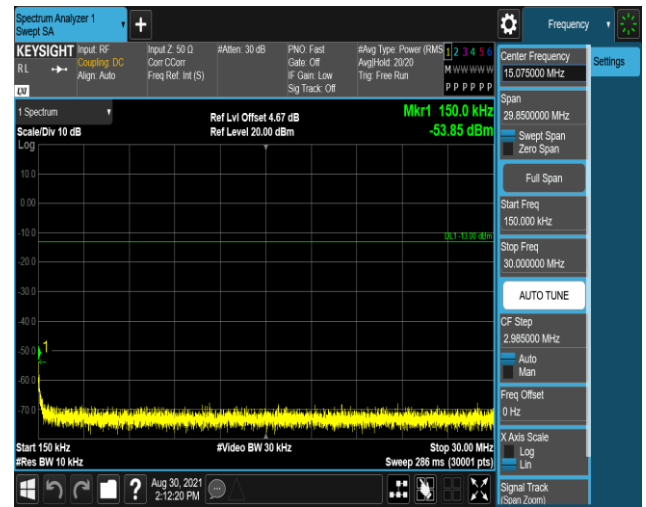 Spectrum Analyzer 1
Swept SA
+
Frequency
KEYSIGHT
RL
LXI
Input: RF
Coupling: DC
Align: Auto
Input Z: 50 Ω
Corr CCorr
Freq Ref: Int (S)
#Atten: 30 dB
PNO: Fast
Gate: Off
IF Gain: Low
Sig Track: Off
#Avg Type: Power (RMS
Avg|Hold: 20/20
Trig: Free Run
1 2 3 4 5 6
M W W W W W
P P P P P P
1 Spectrum
Scale/Div 10 dB
Log
Ref Lvl Offset 4.67 dB
Ref Level 20.00 dBm
Mkr1 150.0 kHz
-53.85 dBm
10.0
0.00
-10.0
DL1 -13.00 dBm
-20.0
-30.0
-40.0
-50.0
1
-60.0
-70.0
Start 150 kHz
#Res BW 10 kHz
#Video BW 30 kHz
Stop 30.00 MHz
Sweep 286 ms (30001 pts)
?
Aug 30, 2021
2:12:20 PM
Center Frequency
15.075000 MHz
Settings
Span
29.8500000 MHz
Swept Span
Zero Span
Full Span
Start Freq
150.000 kHz
Stop Freq
30.000000 MHz
AUTO TUNE
CF Step
2.985000 MHz
Auto
Man
Freq Offset
0 Hz
X Axis Scale
Log
Lin
Signal Track
(Span Zoom)